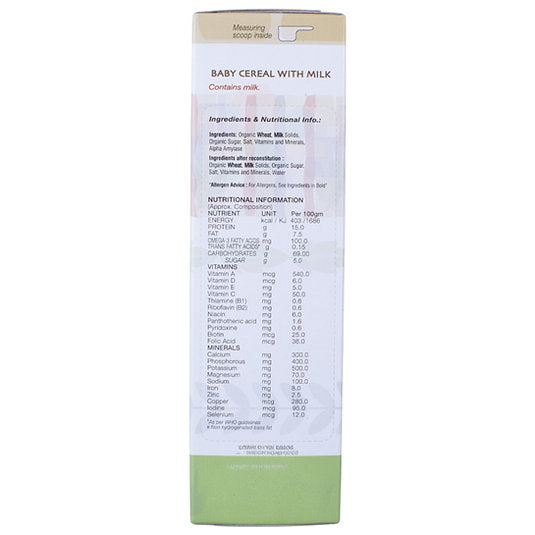 Measuring
scoop inside
BABY CEREAL WITH MILK
Contains milk.
Ingredients & Nutritional Info.:
Ingredients: Organic Wheat, Milk Solids,
Organic Sugar, Salt, Vitamins and Minerals,
Alpha Amylase
Ingredients after reconstitution :
Organic Wheat, Milk Solids, Organic Sugar,
Salt, Vitamins and Minerals, Water
"Allergen Advice : For Allergens, See Ingredients in Bold"
NUTRITIONAL INFORMATION
(Approx. Composition)
NUTRIENT UNIT Per 100gm
ENERGY kcal / KJ 403 /1686
PROTEIN g 15.0
FAT g 7.5
OMEGA-3 FATTY ACIDS mg 100.0
TRANS FATTY ACIDS* g 0.15
CARBOHYDRATES g 69.00
SUGAR g 5.0
VITAMINS
Vitamin A mcg 540.0
Vitamin D mcg 6.0
Vitamin E mg 5.0
Vitamin C mg 50.0
Thiamine (B1) mg 0.6
Riboflavin (B2) mg 0.6
Niacin mg 6.0
Panthothenic acid mg 1.6
Pyridoxine mg 0.6
Biotin mcg 25.0
Folic Acid mcg 36.0
MINERALS
Calcium mg 300.0
Phosphorous mg 400.0
Potassium mg 500.0
Magnesium mg 70.0
Sodium mg 100.0
Iron mg 8.0
Zinc mg 2.5
Copper mcg 280.0
Iodine mcg 95.0
Selenium mcg 12.0
*As per WHO guidelines
Non hydrogenated fat